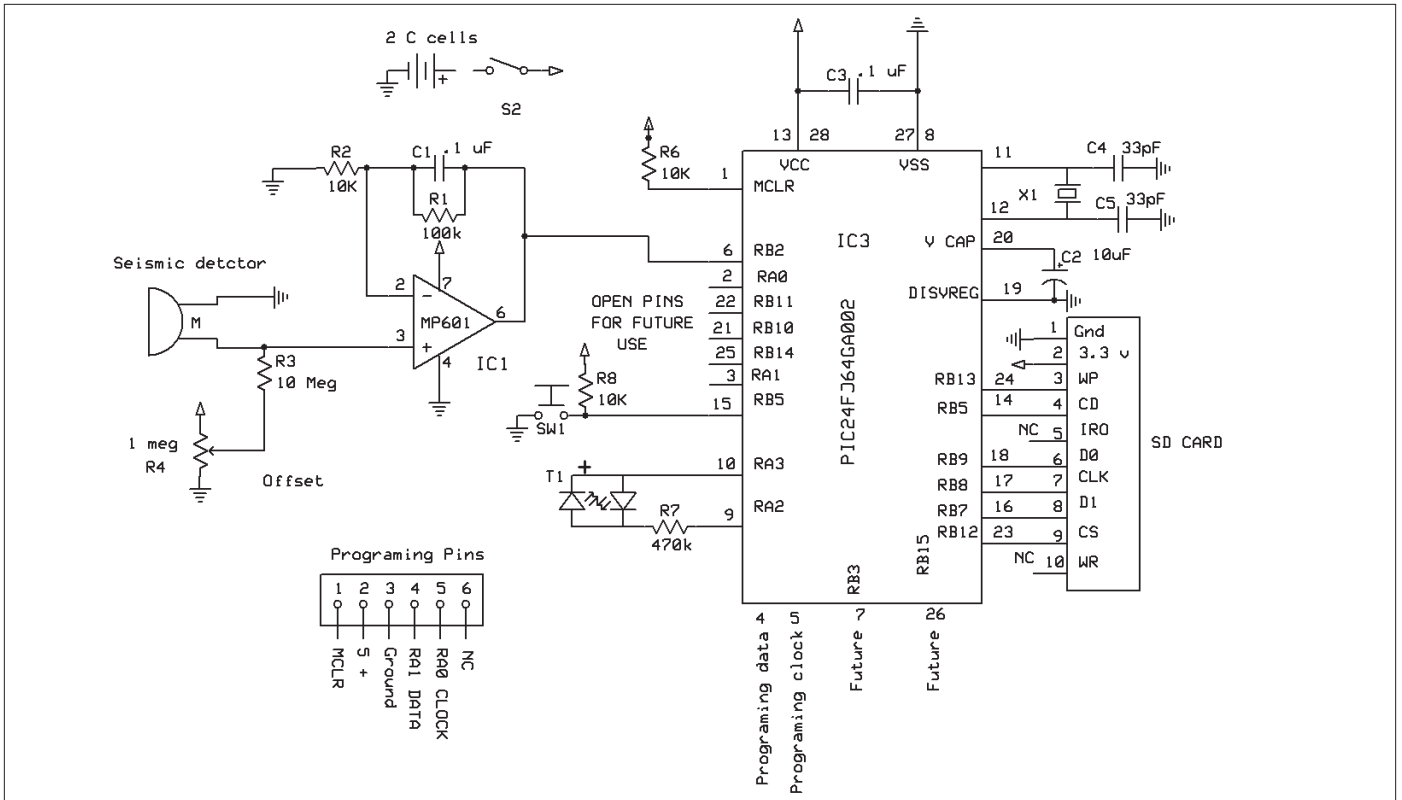 2 C cells
+
S2
C3 .1 uF
13 28
27 8
VCC
VSS
R2
10K
C1 .1 uF
R1
100k
R6
10K
1
MCLR
11
C4 33pF
X1
12
C5 33pF
IC3
V CAP
20
C2 10uF
+
DISVREG
19
Seismic detctor
M
2
-
7
MP601
6
3
+
4
IC1
R3
10 Meg
1 meg
R4
Offset
6
RB2
2
RA0
22
RB11
21
RB10
25
RB14
3
RA1
15
RB5
OPEN PINS
FOR FUTURE
USE
R8
10K
SW1
PIC24FJ64GA002
10
RA3
9
RA2
T1
+
R7
470k
RB13
24
RB5
14
RB9
18
RB8
17
RB7
16
RB12
23
RB15
RB3
1 Gnd
2 3.3 v
3 WP
4 CD
NC 5 IRO
6 D0
7 CLK
8 D1
9 CS
NC 10 WR
SD CARD
4
Programing data
5
Programing clock
7
Future
26
Future
Programing Pins
1 2 3 4 5 6
MCLR
5 +
Ground
RA1 DATA
RA0 CLOCK
NC